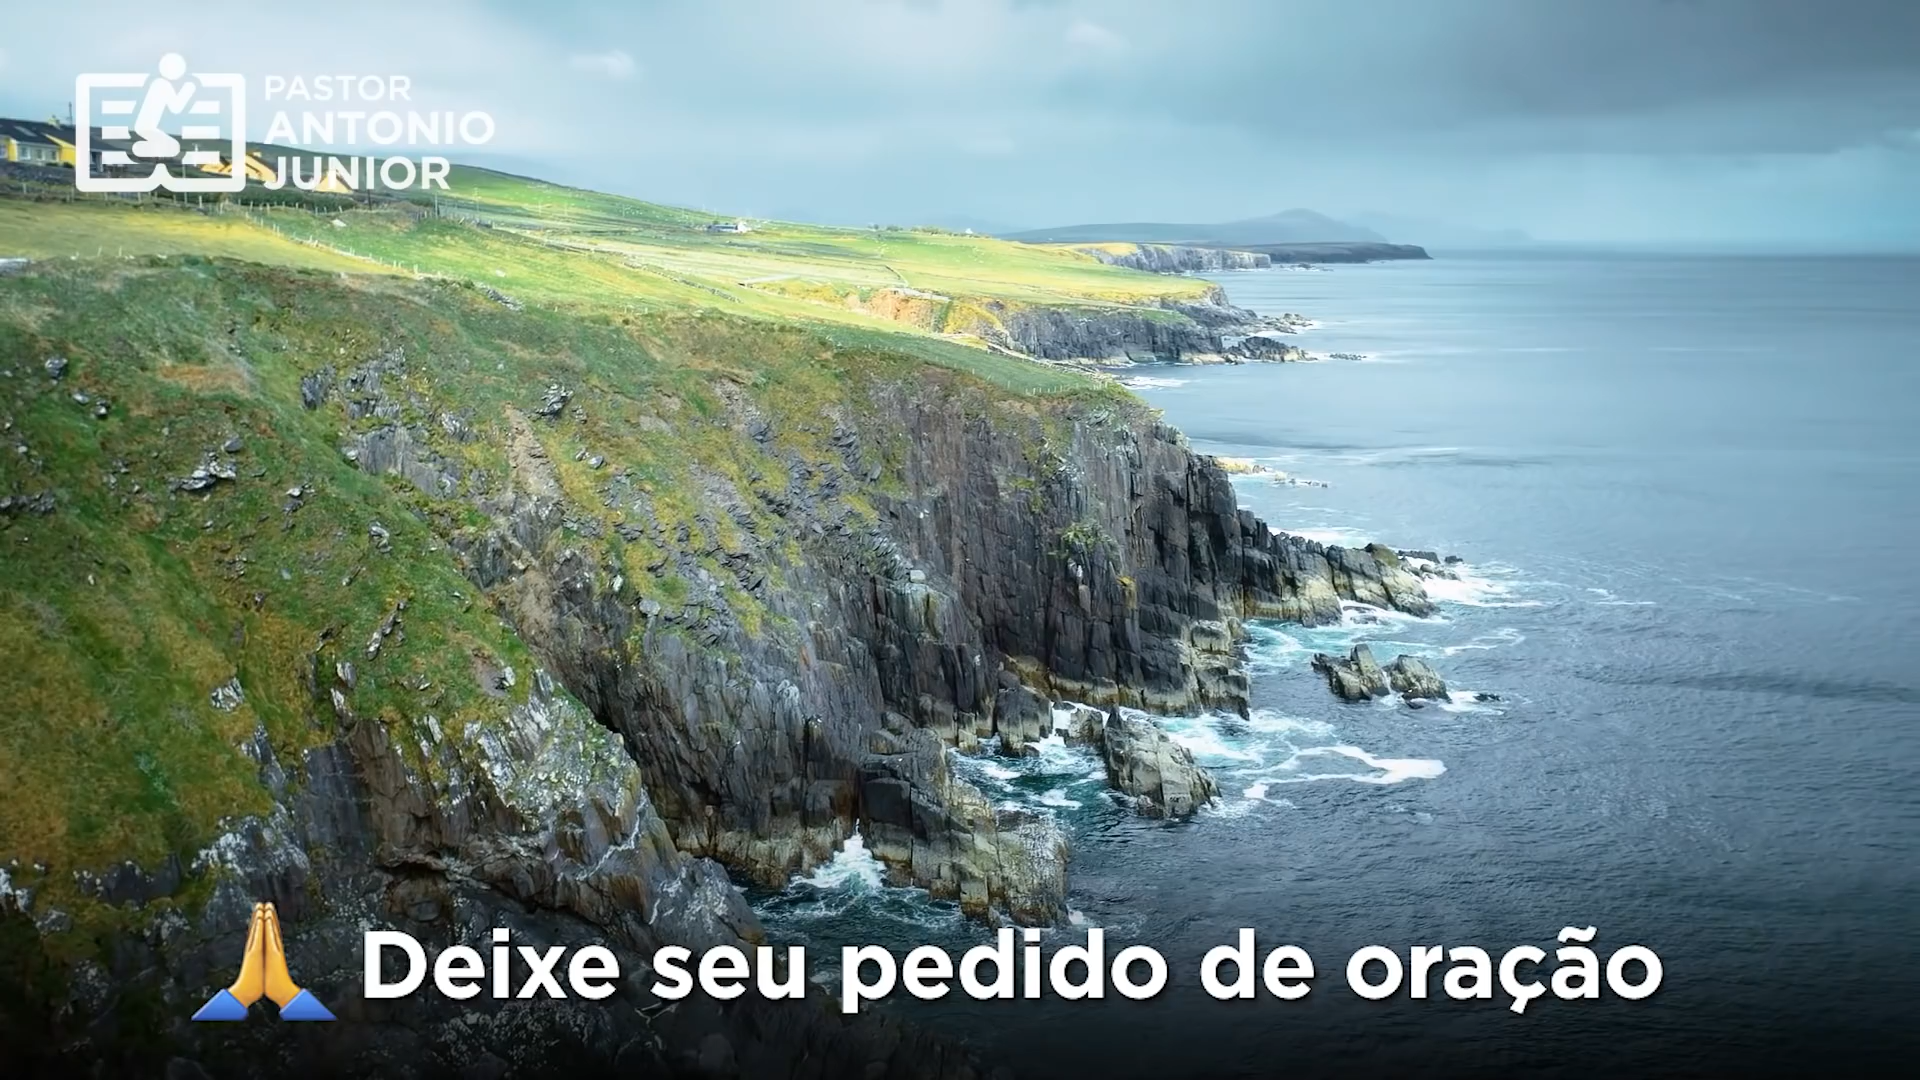 PASTOR
ANTONIO
JUNIOR
🙏 Deixe seu pedido de oração